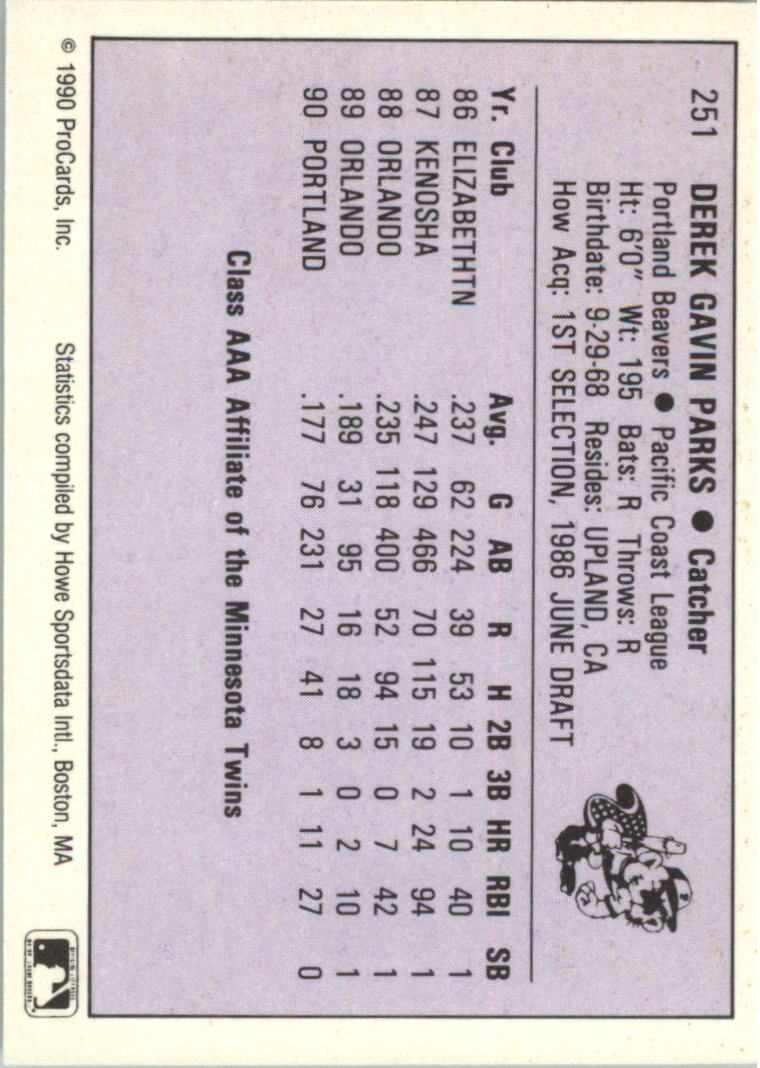 251 DEREK GAVIN PARKS ● Catcher
Portland Beavers ● Pacific Coast League
Ht: 6'0" Wt: 195 Bats: R Throws: R
Birthdate: 9-29-68 Resides: UPLAND, CA
How Acq: 1ST SELECTION, 1986 JUNE DRAFT
Yr. Club Avg. G AB R H 2B 3B HR RBI SB
86 ELIZABETHTN .237 62 224 39 53 10 1 10 40 1
87 KENOSHA .247 129 466 70 115 19 2 24 94 1
88 ORLANDO .235 118 400 52 94 15 0 7 42 1
89 ORLANDO .189 31 95 16 18 3 0 2 10 1
90 PORTLAND .177 76 231 27 41 8 1 11 27 0
Class AAA Affiliate of the Minnesota Twins
© 1990 ProCards, Inc. Statistics compiled by Howe Sportsdata Intl., Boston, MA